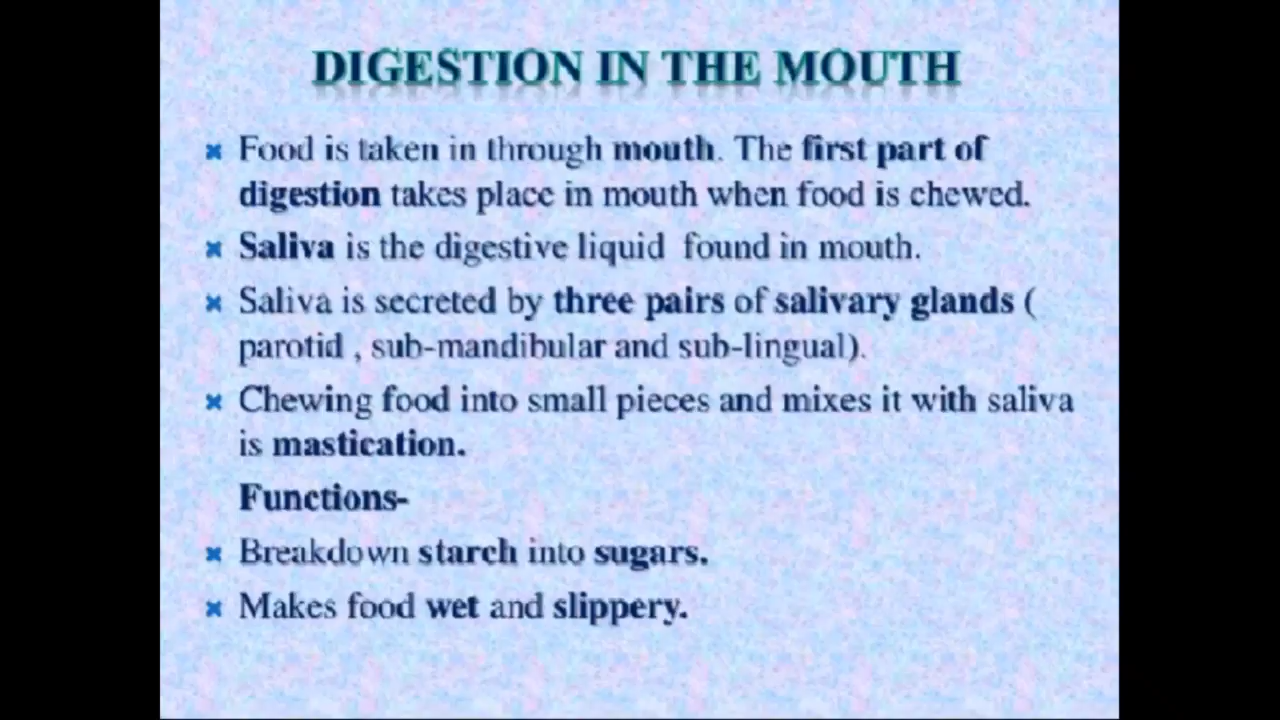 DIGESTION IN THE MOUTH
Food is taken in through mouth. The first part of
digestion takes place in mouth when food is chewed.
Saliva is the digestive liquid found in mouth.
Saliva is secreted by three pairs of salivary glands (
parotid , sub-mandibular and sub-lingual).
Chewing food into small pieces and mixes it with saliva
is mastication.
Functions-
Breakdown starch into sugars.
Makes food wet and slippery.